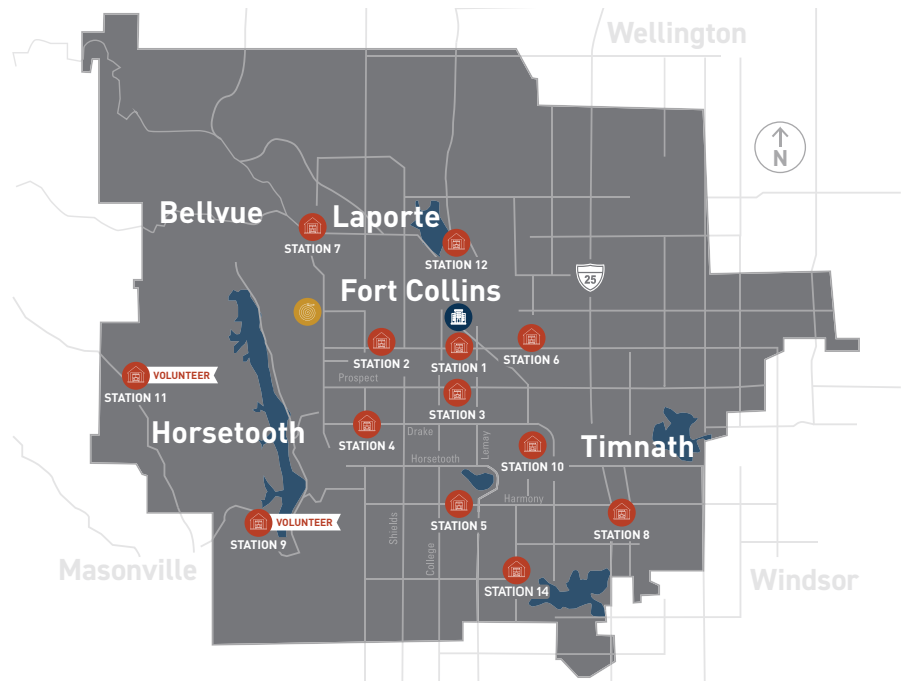 Wellington
N
Bellvue
Laporte
STATION 7
STATION 12
25
Fort Collins
STATION 2
STATION 1
STATION 6
Prospect
VOLUNTEER
STATION 11
STATION 3
Horsetooth
STATION 4
Drake
Lemay
Timnath
Horsetooth
STATION 10
Harmony
STATION 5
STATION 8
VOLUNTEER
STATION 9
Shields
College
Masonville
STATION 14
Windsor